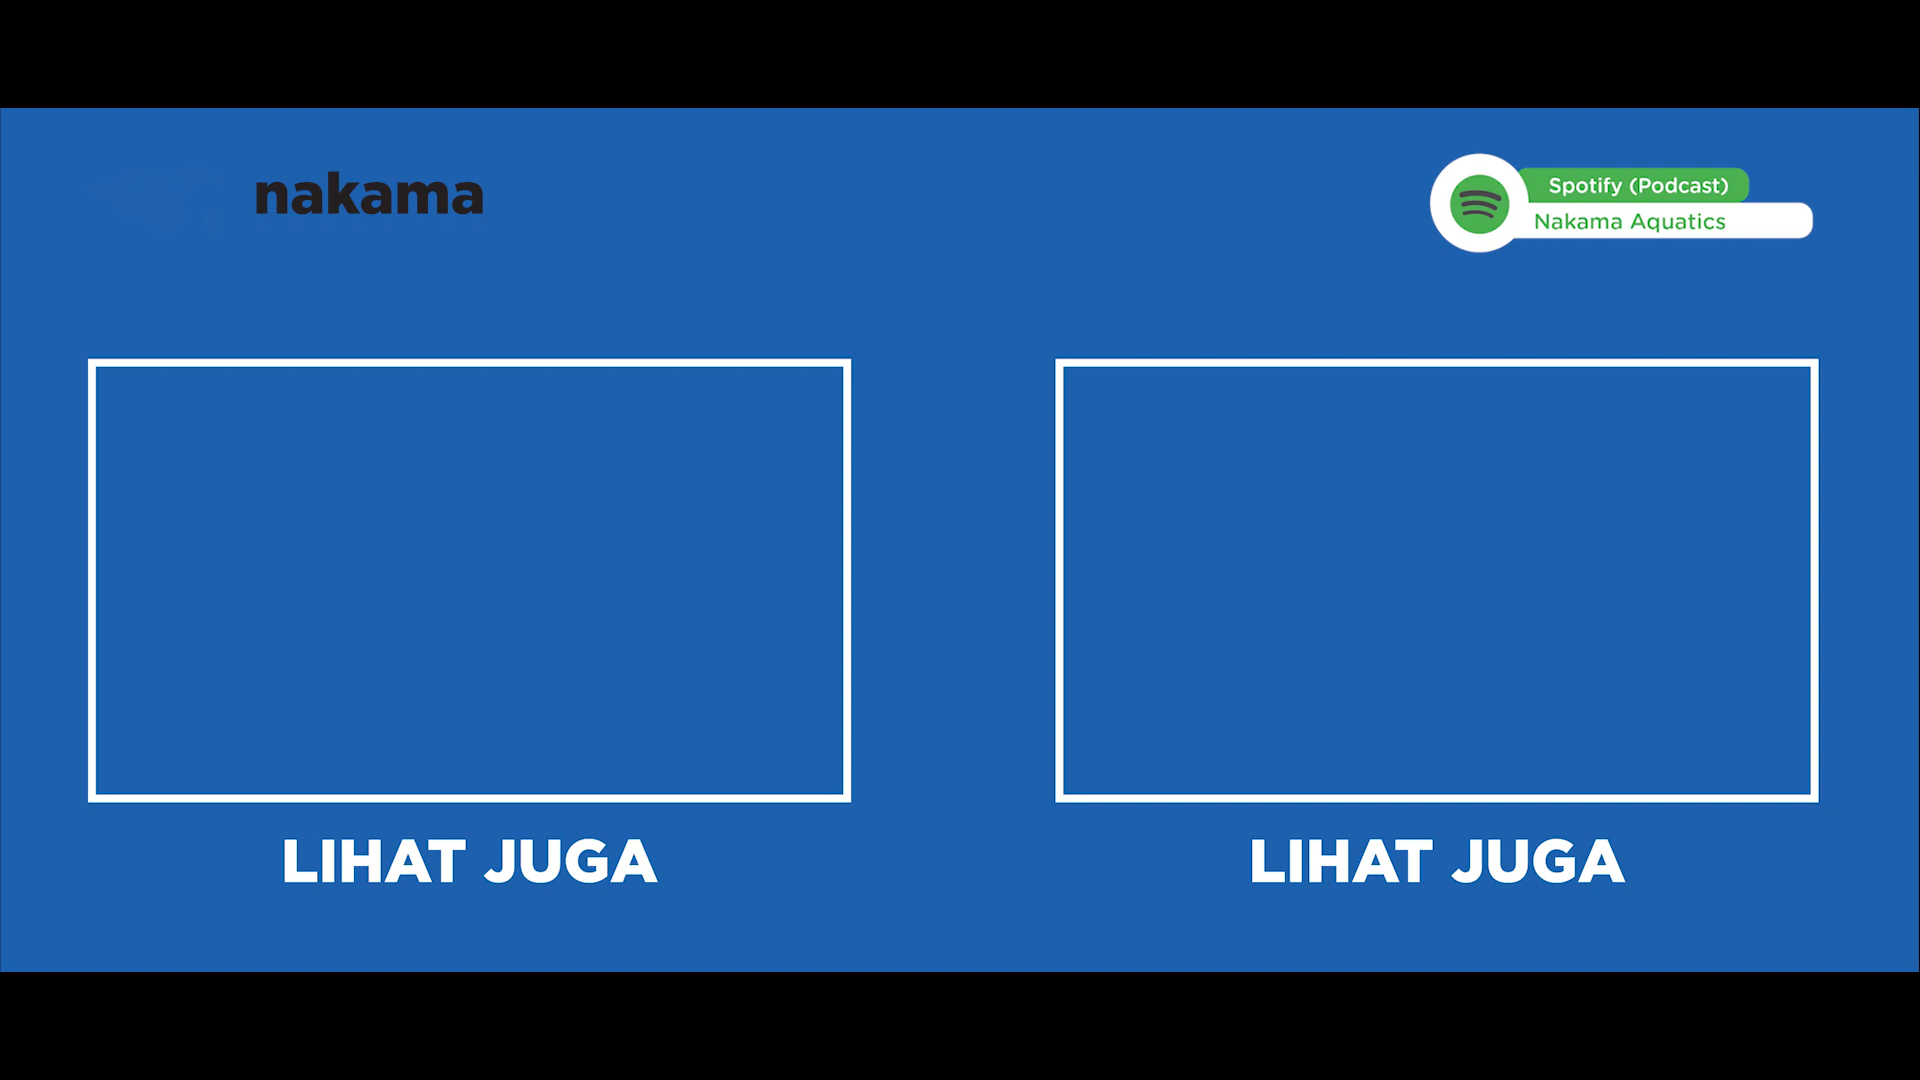 nakama
Spotify (Podcast)
Nakama Aquatics
LIHAT JUGA
LIHAT JUGA